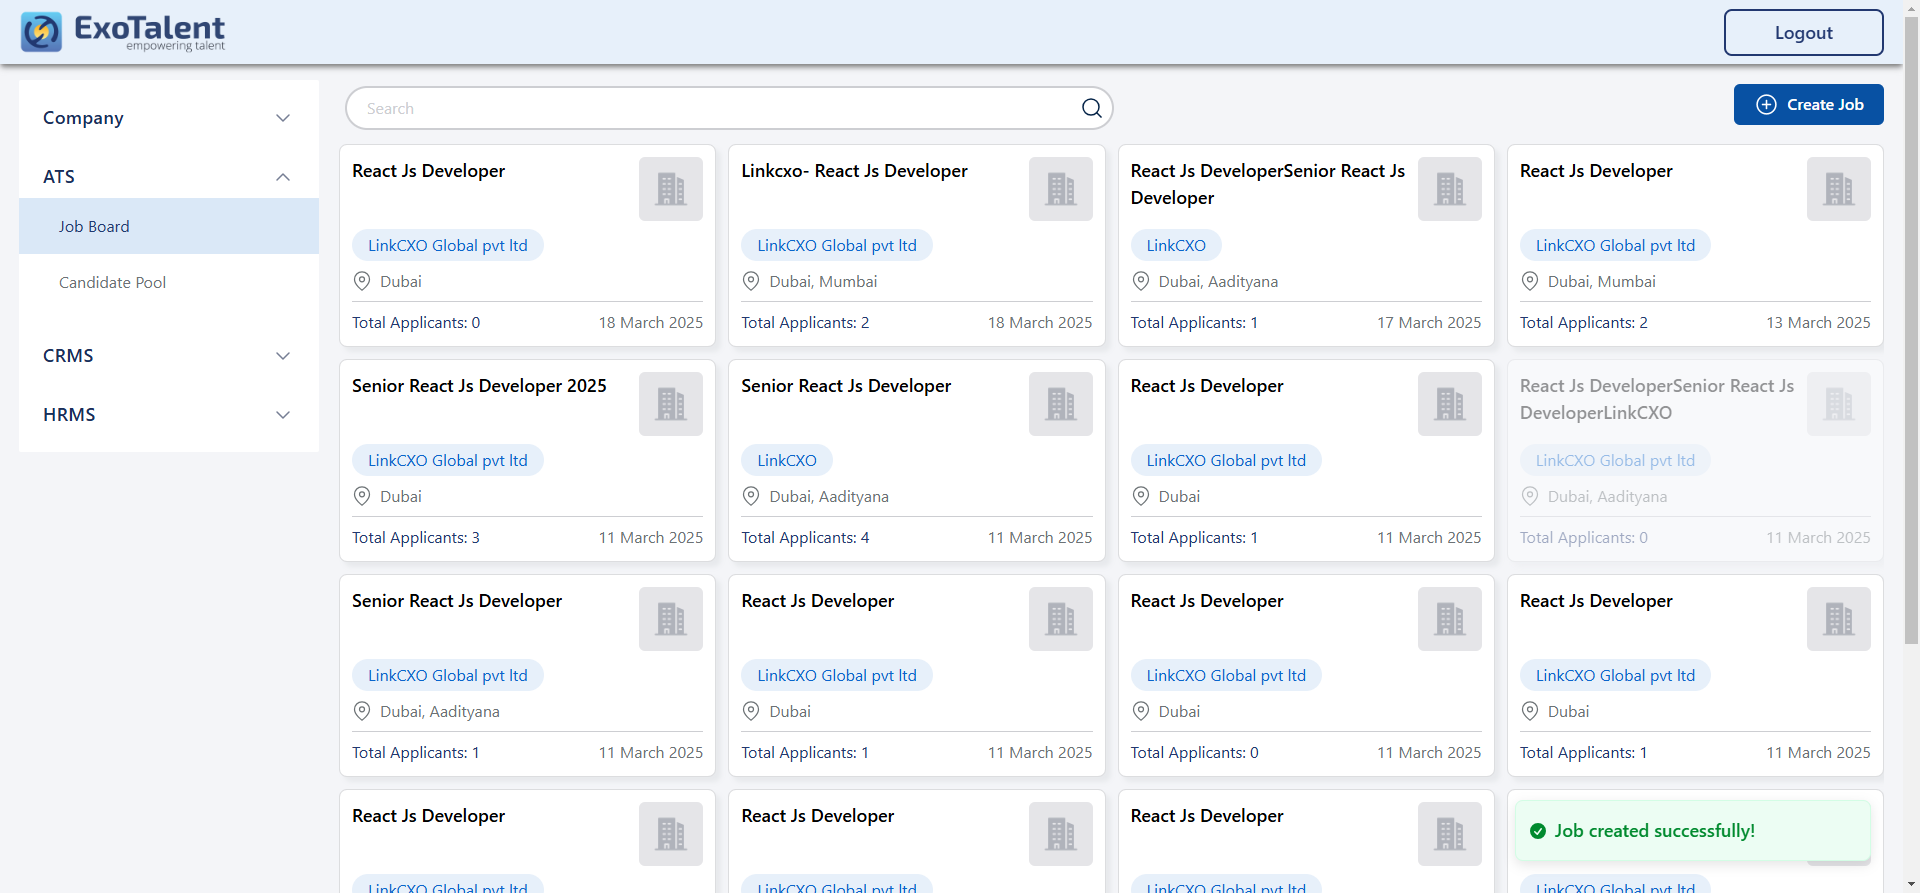 ExoTalent
empowering talent
Logout
Company
ATS
Job Board
Candidate Pool
CRMS
HRMS
Search
Create Job
React Js Developer
LinkCXO Global pvt ltd
Dubai
Total Applicants: 0
18 March 2025
Linkcxo- React Js Developer
LinkCXO Global pvt ltd
Dubai, Mumbai
Total Applicants: 2
18 March 2025
React Js DeveloperSenior React Js
Developer
LinkCXO
Dubai, Aadityana
Total Applicants: 1
17 March 2025
React Js Developer
LinkCXO Global pvt ltd
Dubai, Mumbai
Total Applicants: 2
13 March 2025
Senior React Js Developer 2025
LinkCXO Global pvt ltd
Dubai
Total Applicants: 3
11 March 2025
Senior React Js Developer
LinkCXO
Dubai, Aadityana
Total Applicants: 4
11 March 2025
React Js Developer
LinkCXO Global pvt ltd
Dubai
Total Applicants: 1
11 March 2025
React Js DeveloperSenior React Js
DeveloperLinkCXO
LinkCXO Global pvt ltd
Dubai, Aadityana
Total Applicants: 0
11 March 2025
Senior React Js Developer
LinkCXO Global pvt ltd
Dubai, Aadityana
Total Applicants: 1
11 March 2025
React Js Developer
LinkCXO Global pvt ltd
Dubai
Total Applicants: 1
11 March 2025
React Js Developer
LinkCXO Global pvt ltd
Dubai
Total Applicants: 0
11 March 2025
React Js Developer
LinkCXO Global pvt ltd
Dubai
Total Applicants: 1
11 March 2025
React Js Developer
LinkCXO Global pvt ltd
React Js Developer
LinkCXO Global pvt ltd
React Js Developer
LinkCXO Global pvt ltd
Job created successfully!
LinkCXO Global pvt ltd